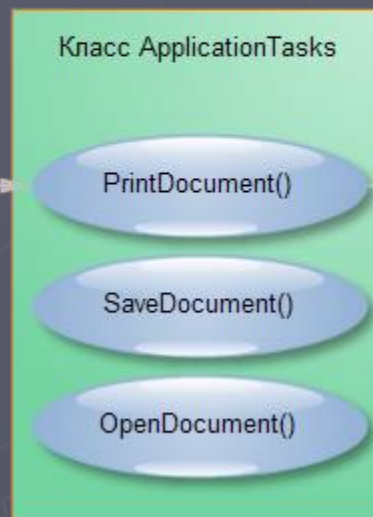 Класс ApplicationTasks
PrintDocument()
SaveDocument()
OpenDocument()